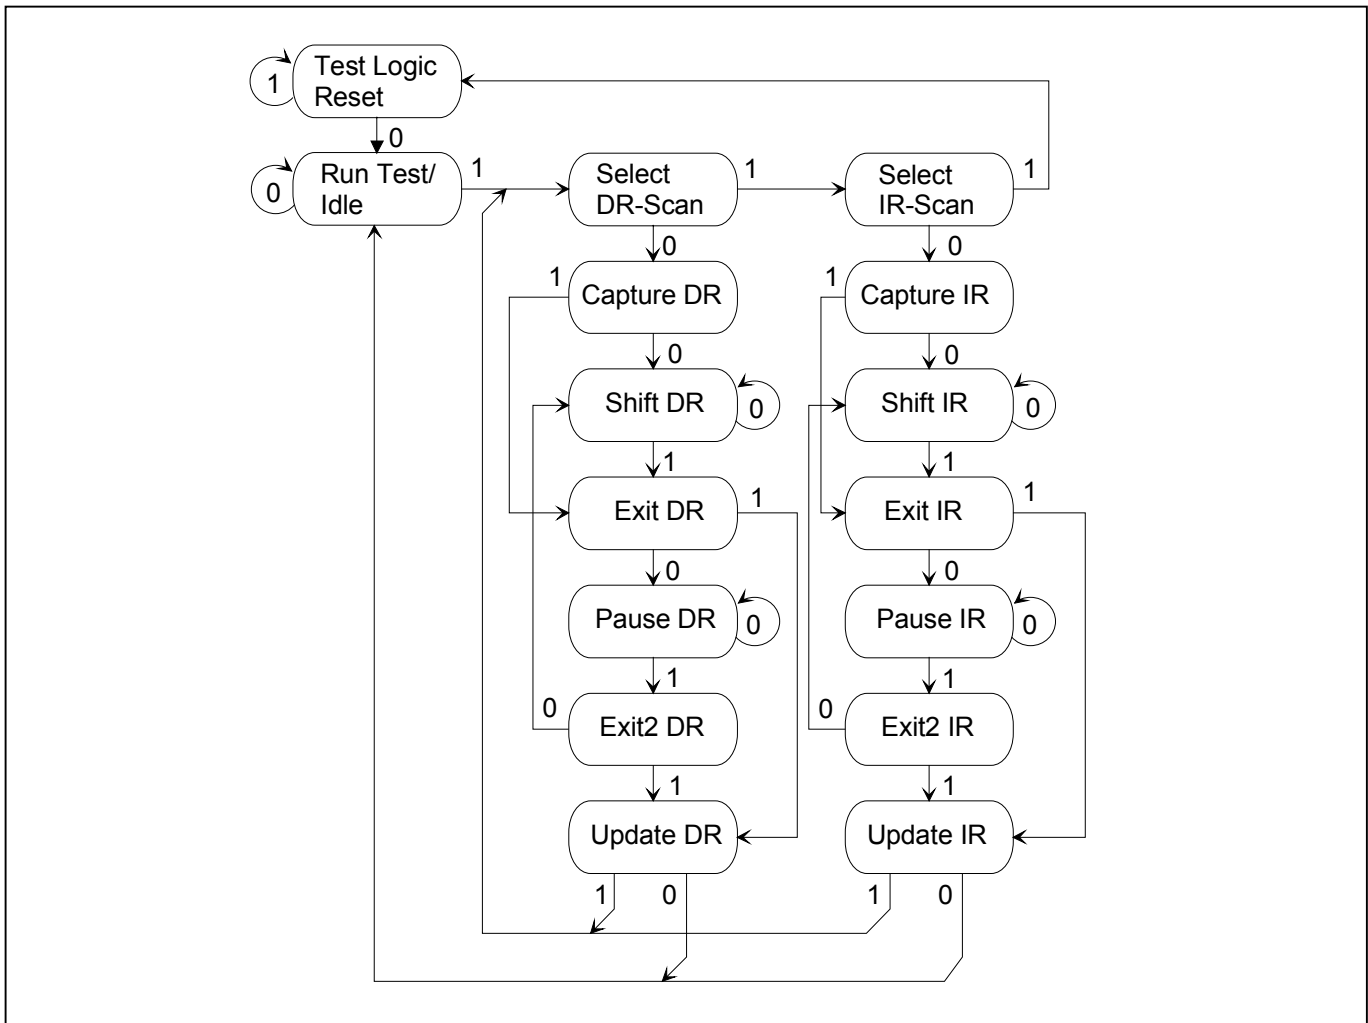 Test Logic
Reset
1
0
Run Test/
Idle
0
1
Select
DR-Scan
1
Select
IR-Scan
1
0
0
1
Capture DR
1
Capture IR
0
0
Shift DR
0
Shift IR
0
1
1
Exit DR
1
Exit IR
1
0
0
Pause DR
0
Pause IR
0
1
1
0
Exit2 DR
0
Exit2 IR
1
1
Update DR
Update IR
1
0
1
0